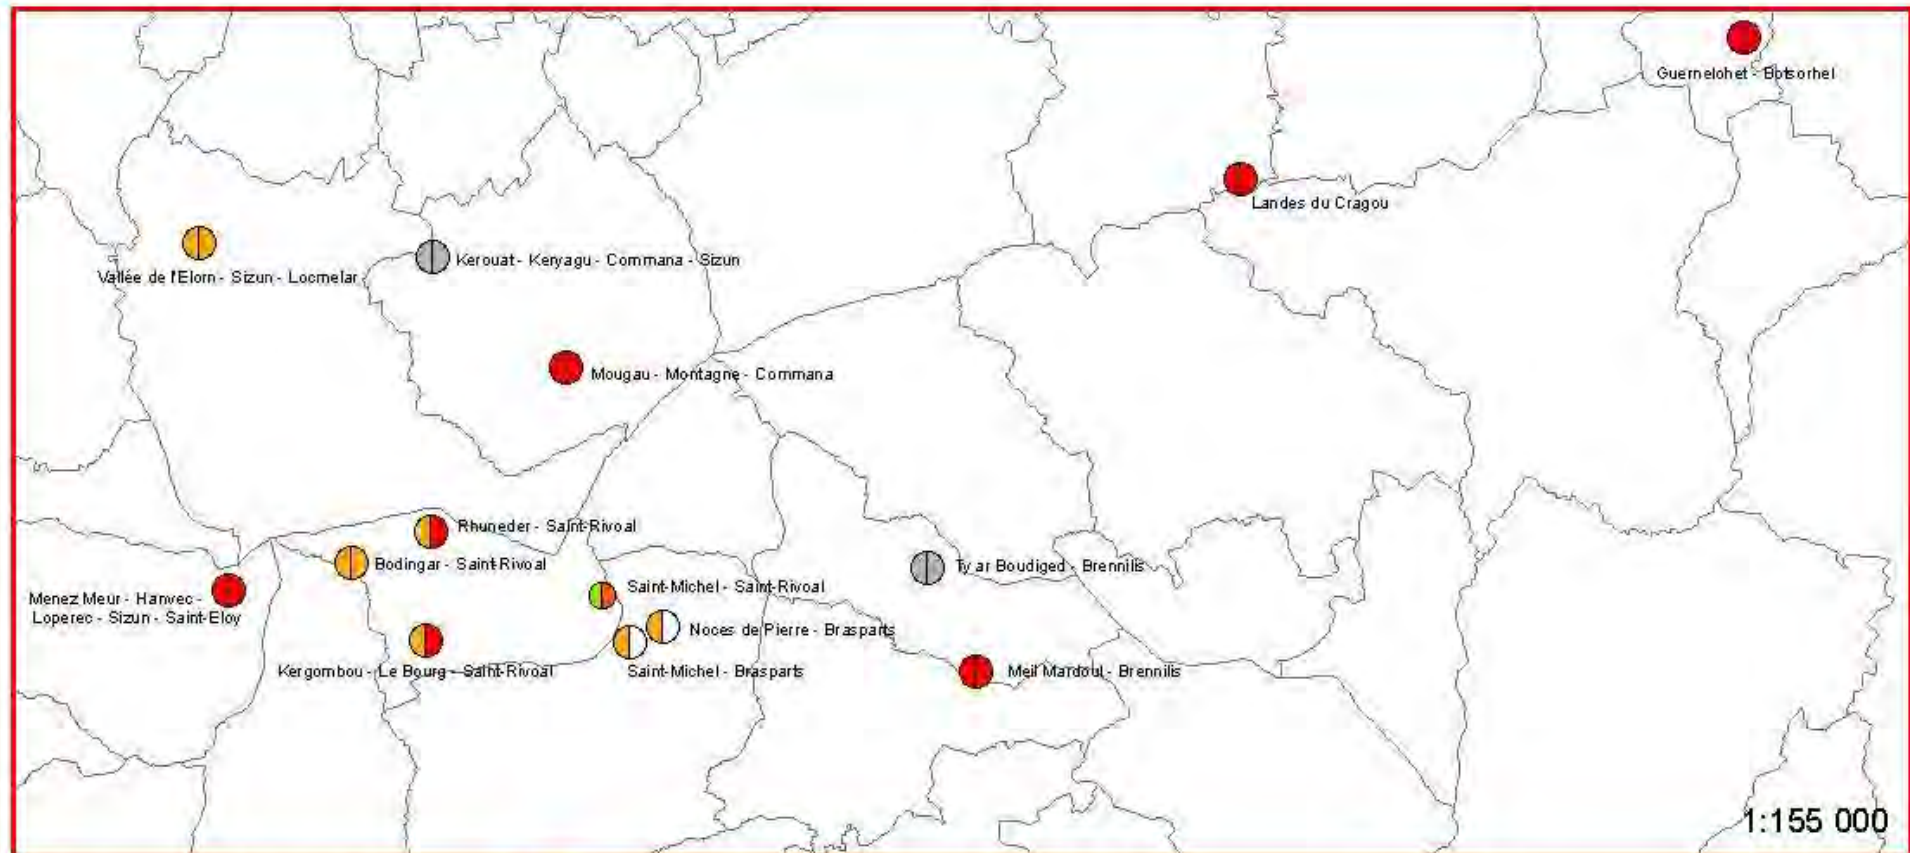 Guernelohet - Botsorhel
Landes du Cragou
Kerouat - Keryagu - Commana - Sizun
Vallée de l'Elorn - Sizun - Locmelar
Mougau - Montagne - Commana
Rhuneder - Saint-Rivoal
Bodingar - Saint-Rivoal
Ty ar Boudiged - Brennilis
Saint-Michel - Saint-Rivoal
Menez Meur - Hanvec -
Loperec - Sizun - Saint-Eloy
Noces de Pierre - Brasparts
Kergombou - Le Bourg - Saint-Rivoal
Saint-Michel - Brasparts
Meil Mardoul - Brennilis
1:155 000